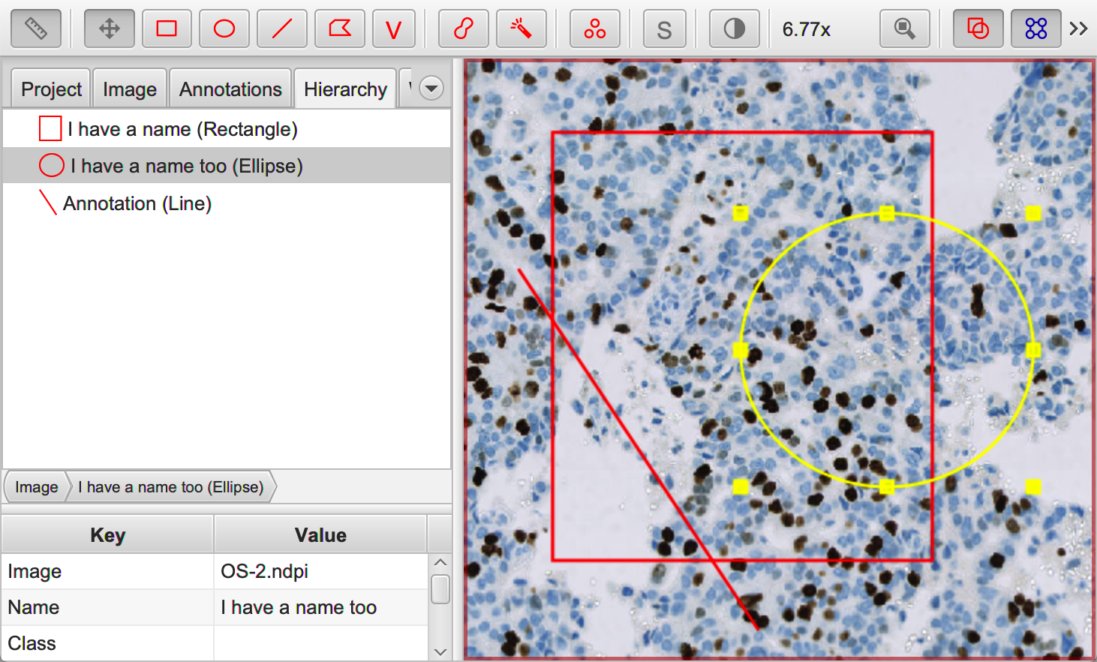 V
S
6.77x
Project
Image
Annotations
Hierarchy
I have a name (Rectangle)
I have a name too (Ellipse)
Annotation (Line)
Image
I have a name too (Ellipse)
Key Value
Image OS-2.ndpi
Name I have a name too
Class